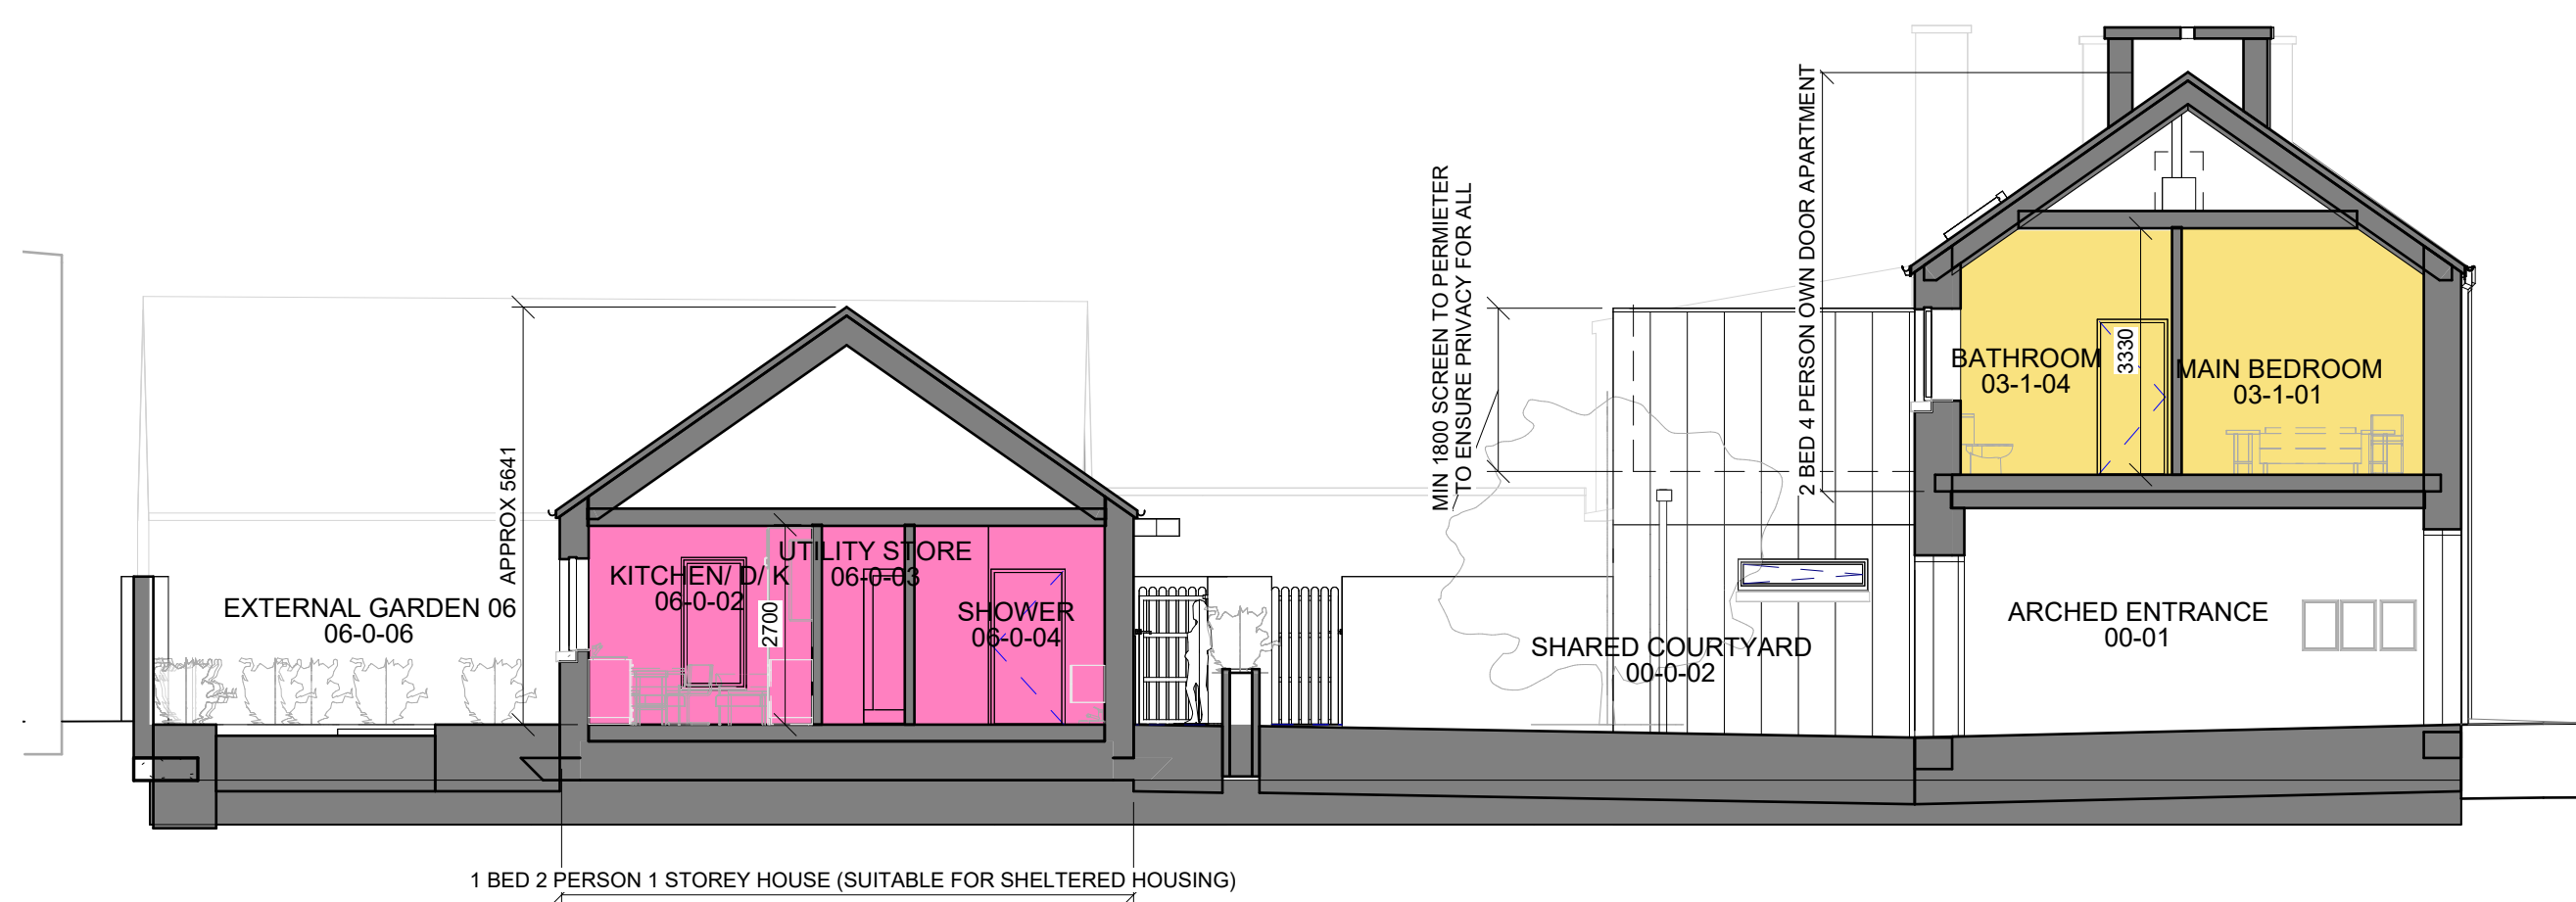 2 BED 4 PERSON OWN DOOR APARTMENT
MIN 1800 SCREEN TO PERMIETER
TO ENSURE PRIVACY FOR ALL
BATHROOM
03-1-04
3330
MAIN BEDROOM
03-1-01
APPROX 5641
EXTERNAL GARDEN 06
06-0-06
KITCHEN/ D/ K
06-0-02
2700
UTILITY STORE
06-0-03
SHOWER
06-0-04
SHARED COURTYARD
00-0-02
ARCHED ENTRANCE
00-01
1 BED 2 PERSON 1 STOREY HOUSE (SUITABLE FOR SHELTERED HOUSING)